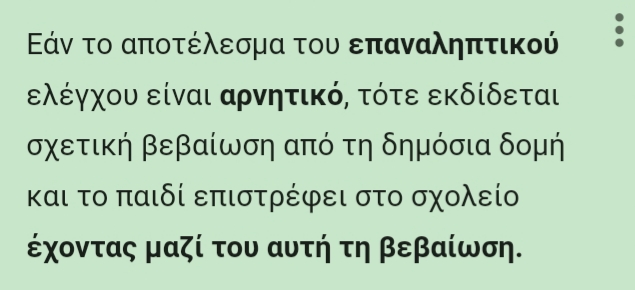 Εάν το αποτέλεσμα του επαναληπτικού
ελέγχου είναι αρνητικό, τότε εκδίδεται
σχετική βεβαίωση από τη δημόσια δομή
και το παιδί επιστρέφει στο σχολείο
έχοντας μαζί του αυτή τη βεβαίωση.